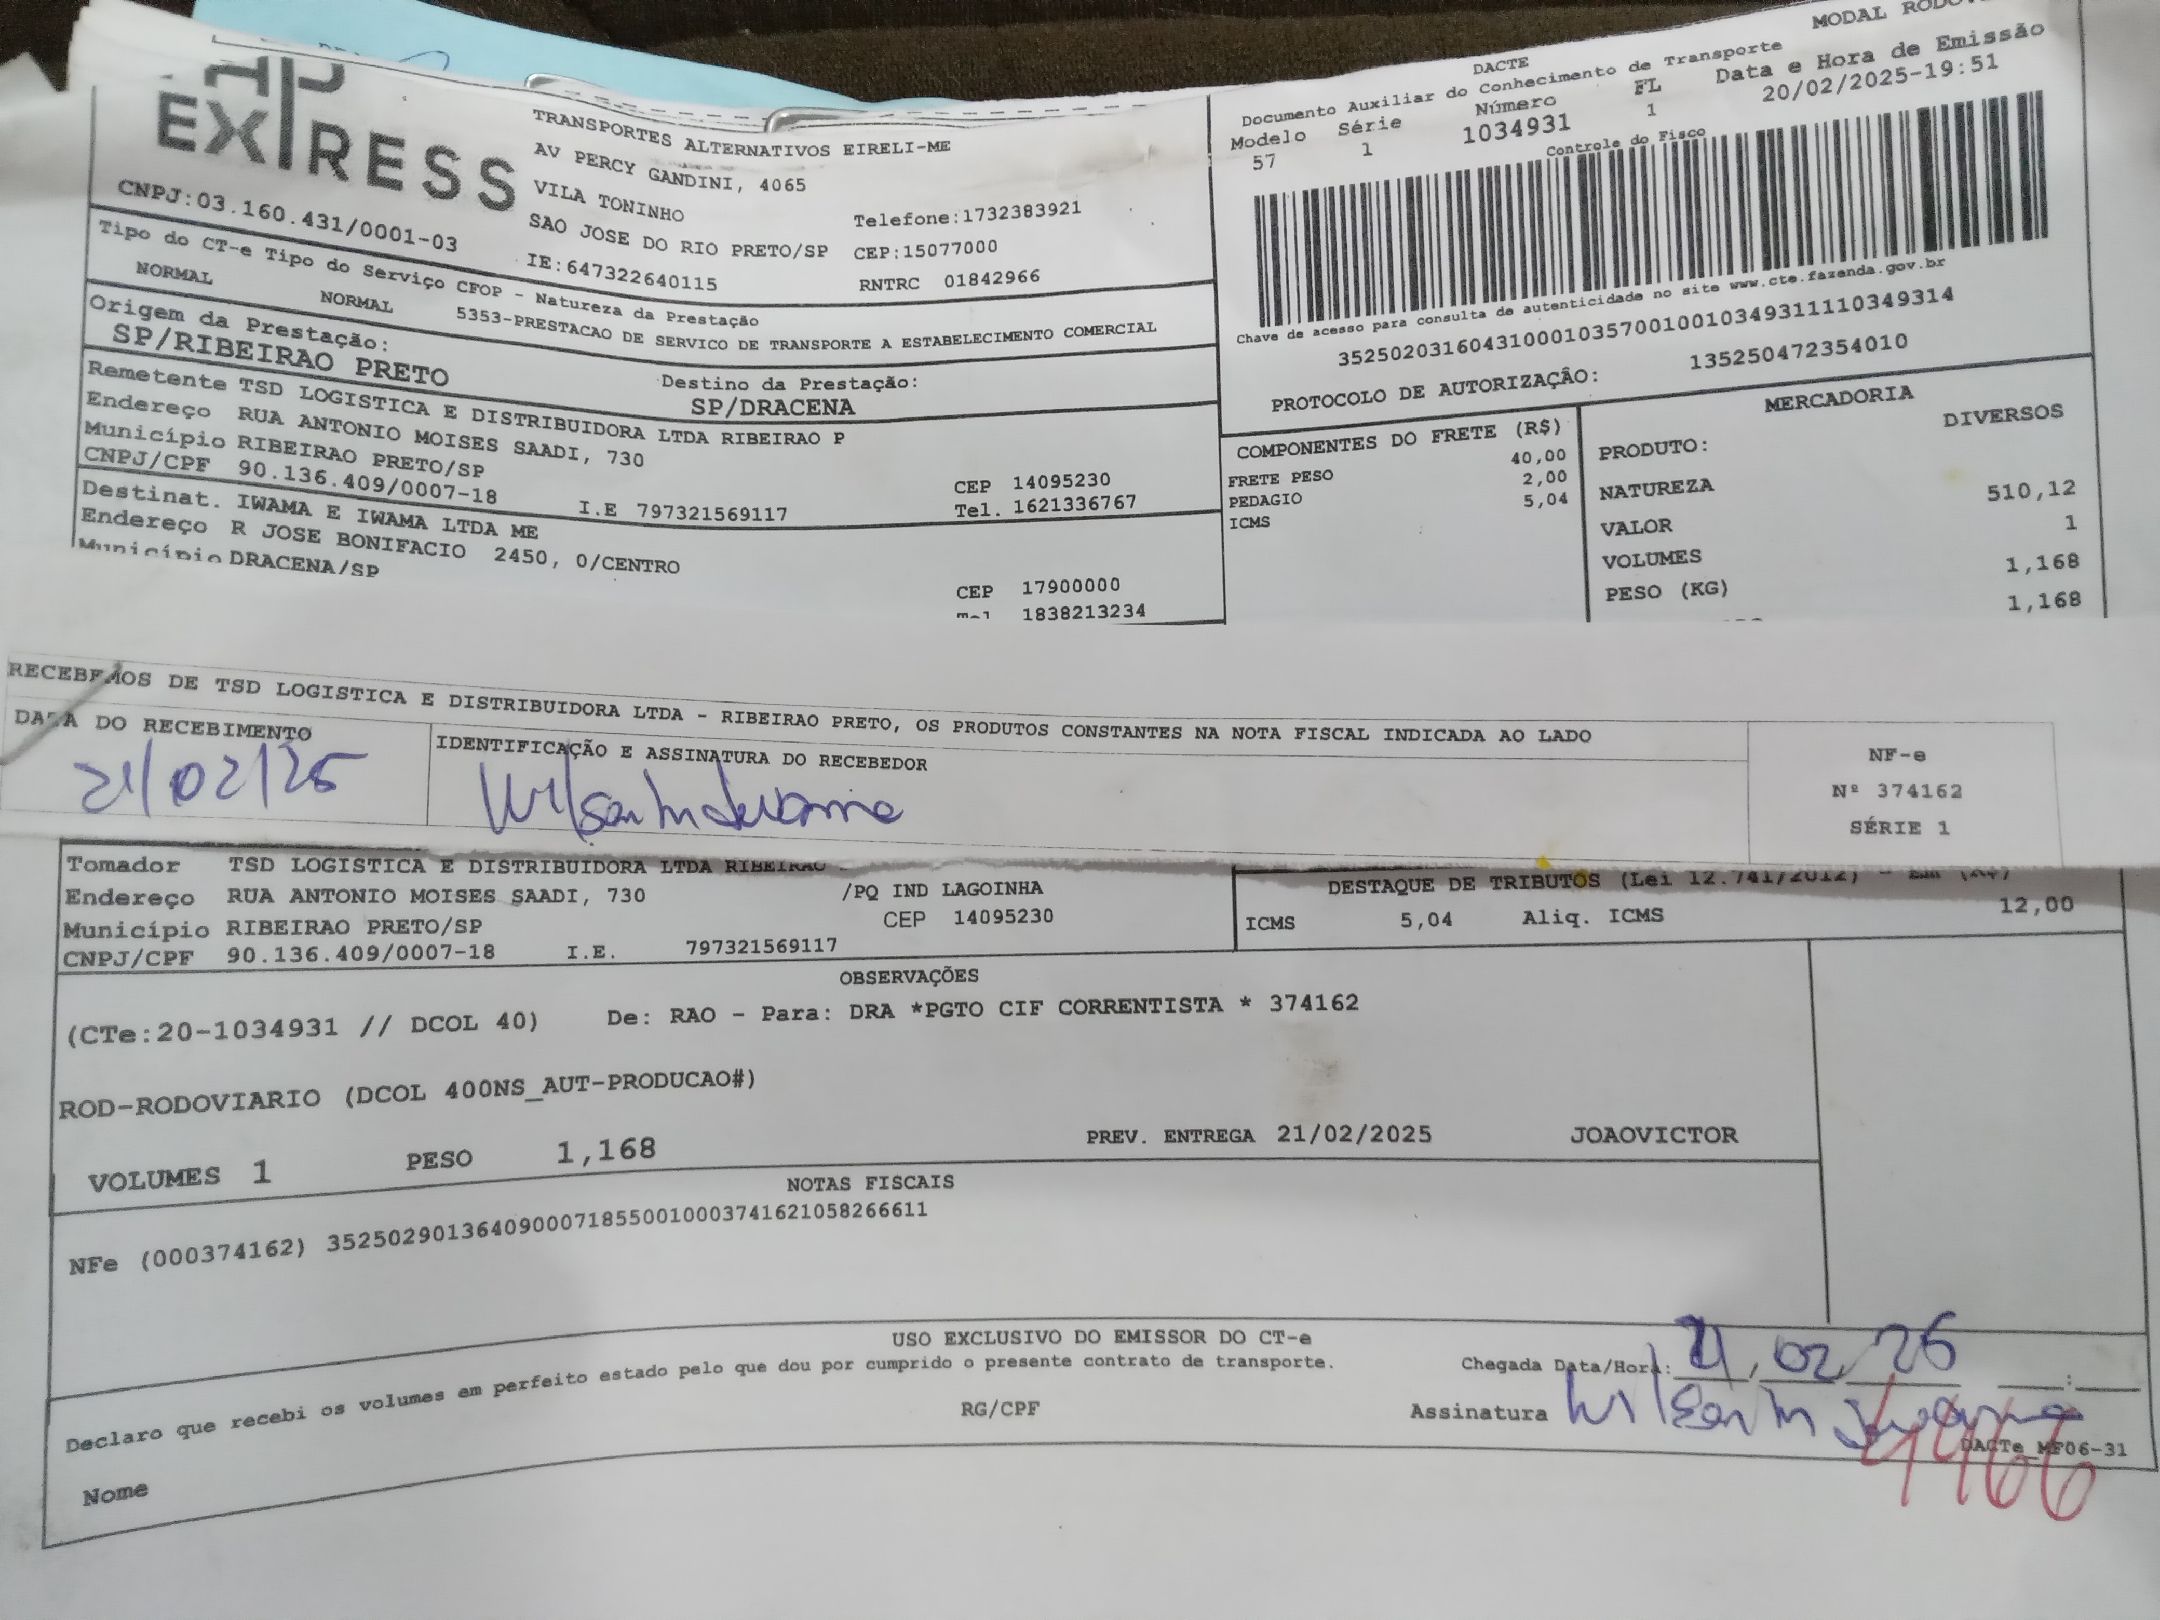 EXPRESS
CNPJ:03.160.431/0001-03
TRANSPORTES ALTERNATIVOS EIRELI-ME
AV PERCY GANDINI, 4065
VILA TONINHO
SAO JOSE DO RIO PRETO/SP
IE:647322640115
Telefone:1732383921
CEP:15077000
RNTRC 01842966
DACTE
Documento Auxiliar do Conhecimento de Transporte
MODAL
Modelo Série Número FL Data e Hora de Emissão
57 1 1034931 1 20/02/2025-19:51
Controle do Fisco
Chave de acesso para consulta de autenticidade no site www.cte.fazenda.gov.br
35250203160431000103570010010349311110349314
PROTOCOLO DE AUTORIZAÇÃO: 135250472354010
Tipo do CT-e Tipo do Serviço CFOP - Natureza da Prestação
NORMAL NORMAL 5353-PRESTACAO DE SERVICO DE TRANSPORTE A ESTABELECIMENTO COMERCIAL
Origem da Prestação:
SP/RIBEIRAO PRETO
Destino da Prestação:
SP/DRACENA
Remetente TSD LOGISTICA E DISTRIBUIDORA LTDA RIBEIRAO P
Endereço RUA ANTONIO MOISES SAADI, 730
Município RIBEIRAO PRETO/SP CEP 14095230
CNPJ/CPF 90.136.409/0007-18 I.E 797321569117 Tel. 1621336767
Destinat. IWAMA E IWAMA LTDA ME
Endereço R JOSE BONIFACIO 2450, 0/CENTRO
Município DRACENA/SP CEP 17900000
1838213234
COMPONENTES DO FRETE (R$)
FRETE PESO 40,00
PEDAGIO 2,00
ICMS 5,04
MERCADORIA
PRODUTO: DIVERSOS
NATUREZA
VALOR 510,12
VOLUMES 1
PESO (KG) 1,168
1,168
RECEBEMOS DE TSD LOGISTICA E DISTRIBUIDORA LTDA - RIBEIRAO PRETO, OS PRODUTOS CONSTANTES NA NOTA FISCAL INDICADA AO LADO
DATA DO RECEBIMENTO
21/02/25
IDENTIFICAÇÃO E ASSINATURA DO RECEBEDOR
NF-e
Nº 374162
SÉRIE 1
Tomador TSD LOGISTICA E DISTRIBUIDORA LTDA RIBEIRAO
Endereço RUA ANTONIO MOISES SAADI, 730 /PQ IND LAGOINHA
Município RIBEIRAO PRETO/SP CEP 14095230
CNPJ/CPF 90.136.409/0007-18 I.E. 797321569117
DESTAQUE DE TRIBUTOS (Lei 12.741/2012) - Em (R$)
ICMS 5,04 Aliq. ICMS 12,00
OBSERVAÇÕES
(CTe:20-1034931 // DCOL 40) De: RAO - Para: DRA *PGTO CIF CORRENTISTA * 374162
ROD-RODOVIARIO (DCOL 400NS_AUT-PRODUCAO#)
VOLUMES 1 PESO 1,168 PREV. ENTREGA 21/02/2025 JOAOVICTOR
NOTAS FISCAIS
NFe (000374162) 35250290136409000718550010003741621058266611
USO EXCLUSIVO DO EMISSOR DO CT-e
Declaro que recebi os volumes em perfeito estado pelo que dou por cumprido o presente contrato de transporte.
Chegada Data/Hora: 21/02/25 :
Nome
RG/CPF
Assinatura
DACTe_MF06-31